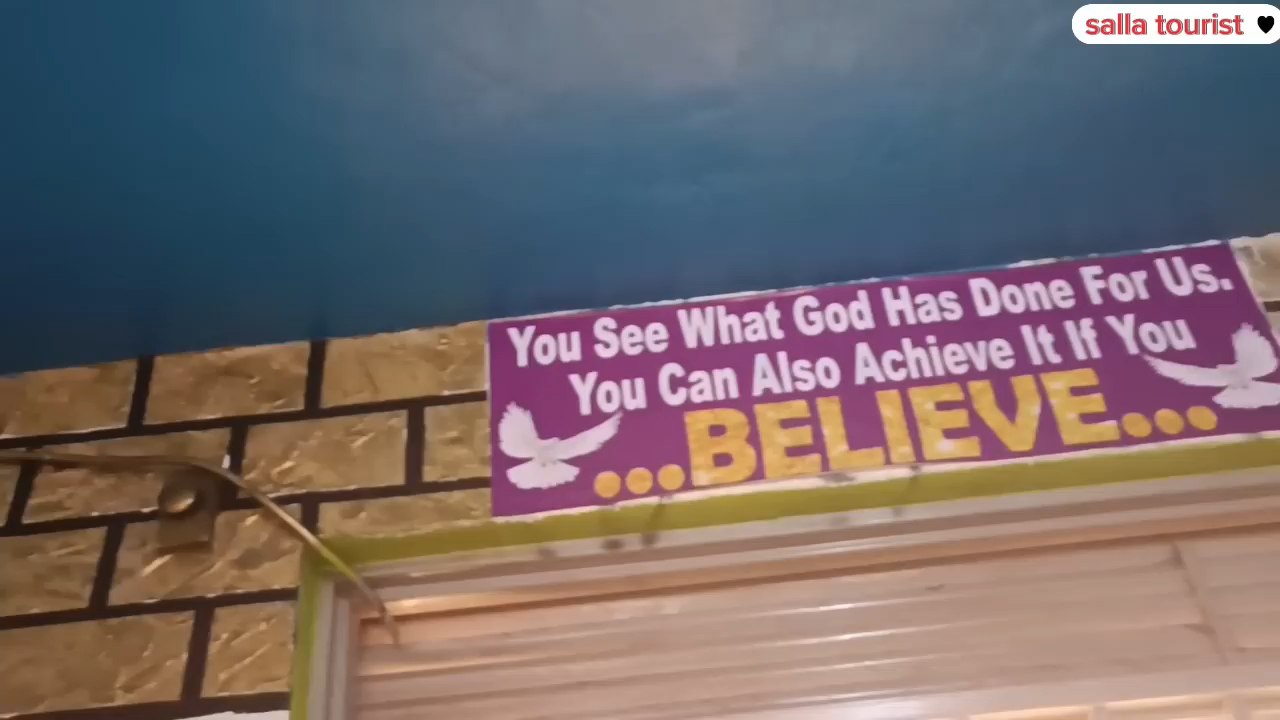 salla tourist 🖤
You See What God Has Done For Us.
You Can Also Achieve It If You
...BELIEVE...